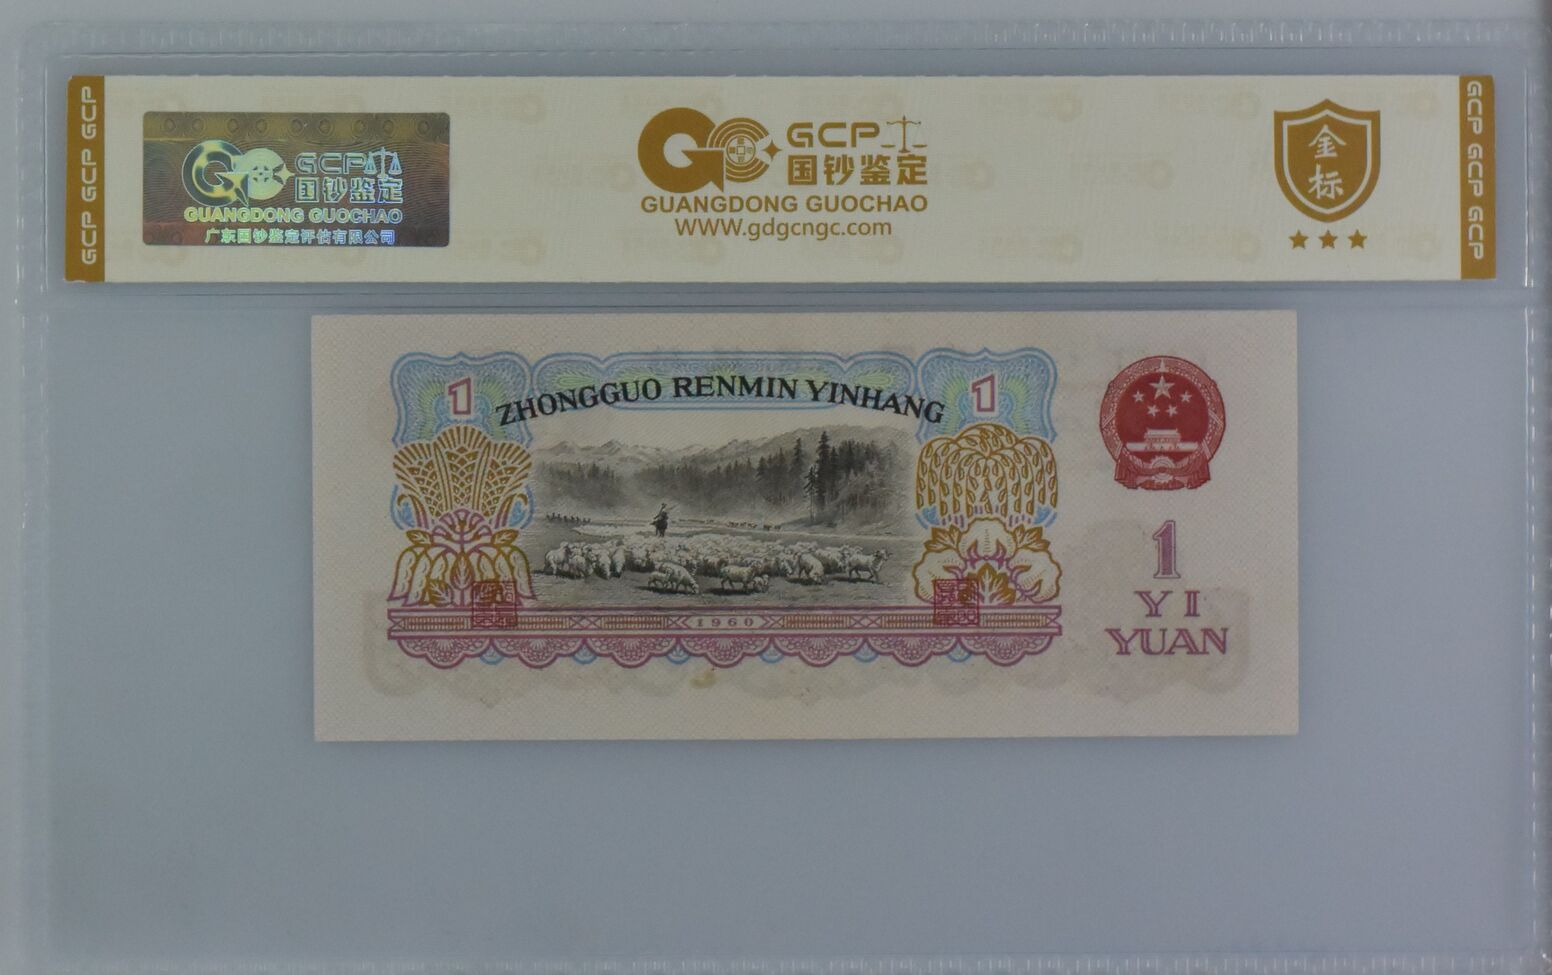 GCP GCP GCP
GCP
国钞鉴定
GUANGDONG GUOCHAO
广东国钞鉴定评估有限公司
GCP
国钞鉴定
GUANGDONG GUOCHAO
WWW.gdgcngc.com
金
标
GCP GCP GCP
1
ZHONGGUO RENMIN YINHANG
1
1960
1
YI
YUAN